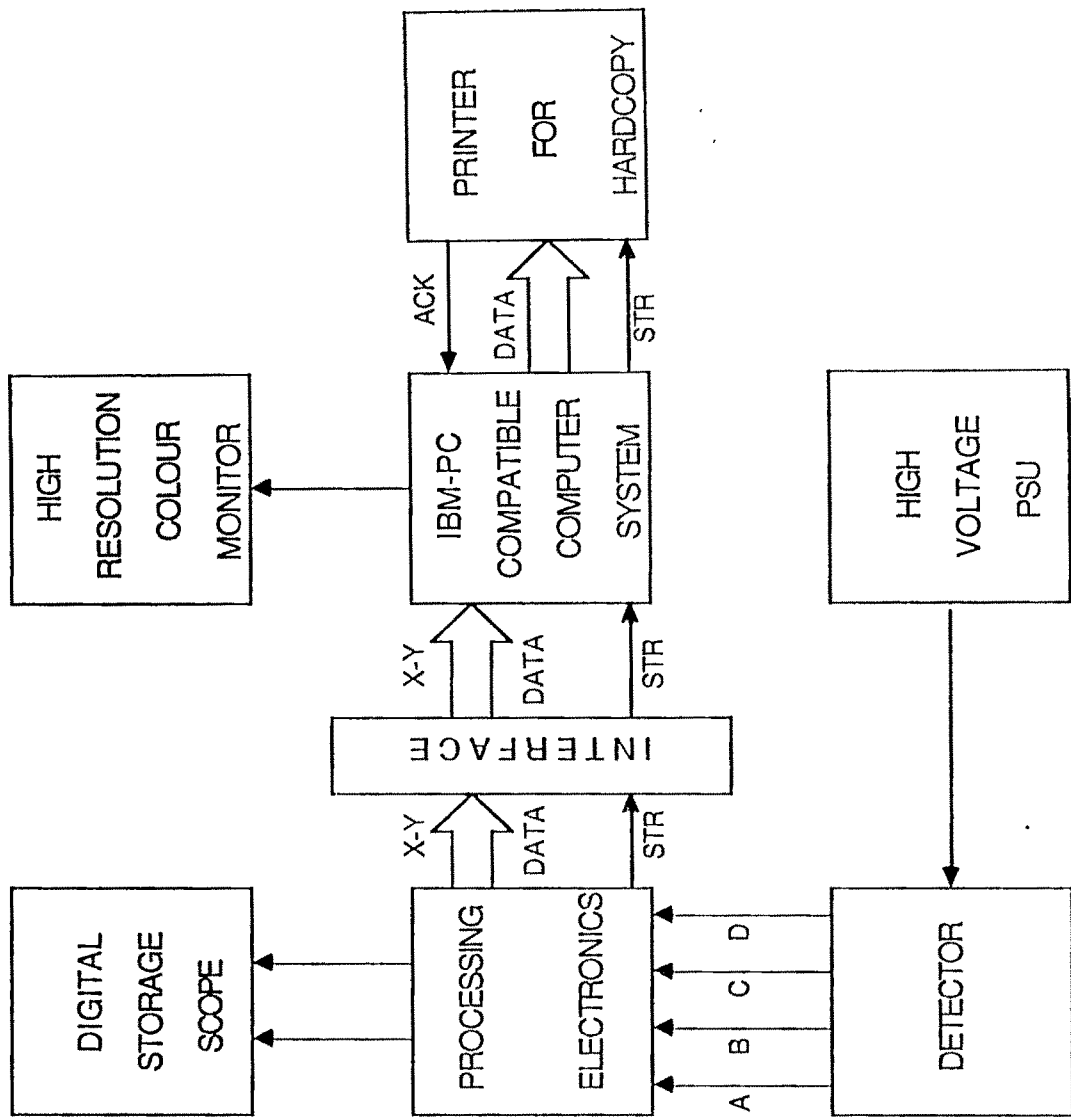 DETECTOR
A
B
C
D
PROCESSING
ELECTRONICS
DIGITAL
STORAGE
SCOPE
X-Y
DATA
STR
INTERFACE
X-Y
DATA
STR
HIGH
VOLTAGE
PSU
IBM-PC
COMPATIBLE
COMPUTER
SYSTEM
HIGH
RESOLUTION
COLOUR
MONITOR
ACK
DATA
STR
PRINTER
FOR
HARDCOPY